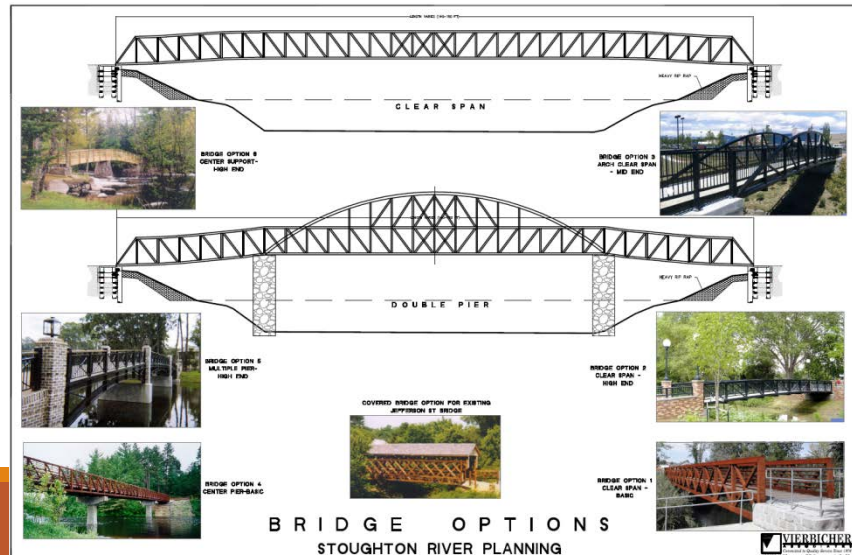 CLEAR SPAN
HEAVY RIP RAP
BRIDGE OPTION 6
CENTER SUPPORT-
HIGH END
BRIDGE OPTION 3
ARCH CLEAR SPAN
- MID END
HEAVY RIP RAP
DOUBLE PIER
BRIDGE OPTION 5
MULTIPLE PIER-
HIGH END
BRIDGE OPTION 2
CLEAR SPAN -
HIGH END
COVERED BRIDGE OPTION FOR EXISTING
JEFFERSON ST BRIDGE
BRIDGE OPTION 4
CENTER PIER-BASIC
BRIDGE OPTION 1
CLEAR SPAN -
BASIC
BRIDGE OPTIONS
STOUGHTON RIVER PLANNING
VIERBICHER